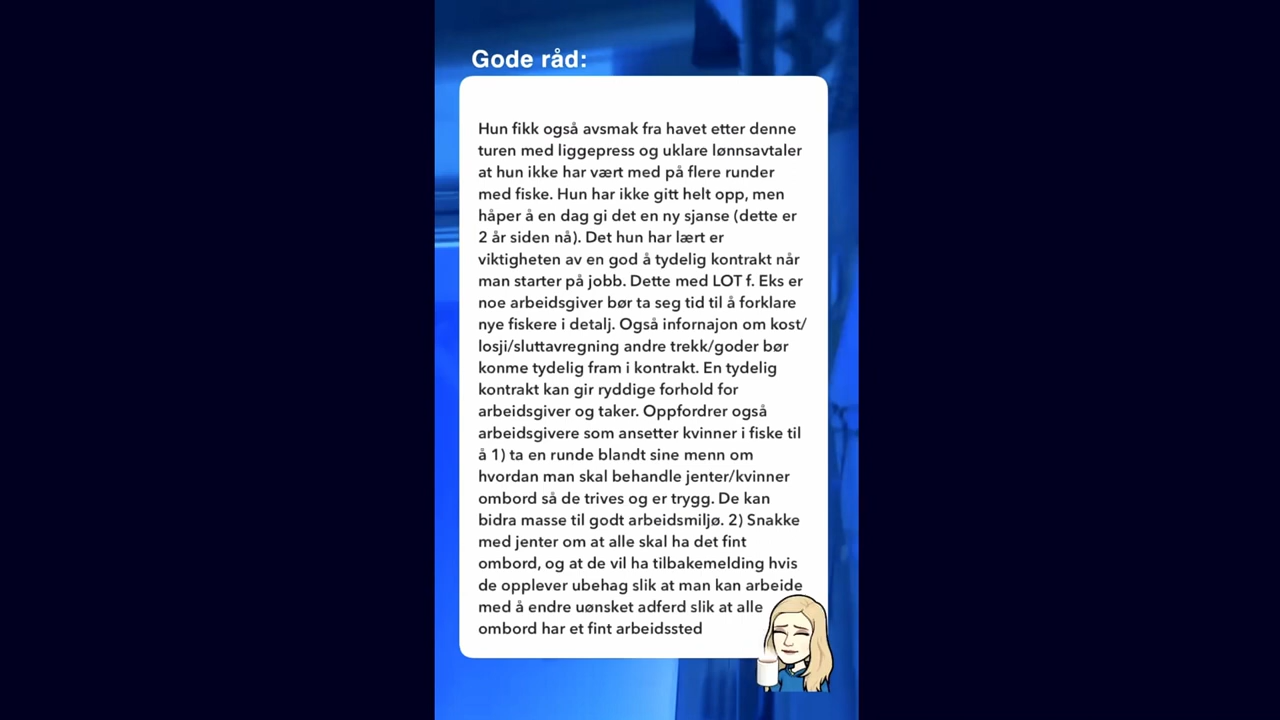 Gode råd:
Hun fikk også avsmak fra havet etter denne
turen med liggepress og uklare lønnsavtaler
at hun ikke har vært med på flere runder
med fiske. Hun har ikke gitt helt opp, men
håper å en dag gi det en ny sjanse (dette er
2 år siden nå). Det hun har lært er
viktigheten av en god å tydelig kontrakt når
man starter på jobb. Dette med LOT f. Eks er
noe arbeidsgiver bør ta seg tid til å forklare
nye fiskere i detalj. Også infornajon om kost/
losji/sluttavregning andre trekk/goder bør
konme tydelig fram i kontrakt. En tydelig
kontrakt kan gir ryddige forhold for
arbeidsgiver og taker. Oppfordrer også
arbeidsgivere som ansetter kvinner i fiske til
å 1) ta en runde blandt sine menn om
hvordan man skal behandle jenter/kvinner
ombord så de trives og er trygg. De kan
bidra masse til godt arbeidsmiljø. 2) Snakke
med jenter om at alle skal ha det fint
ombord, og at de vil ha tilbakemelding hvis
de opplever ubehag slik at man kan arbeide
med å endre uønsket adferd slik at alle
ombord har et fint arbeidssted